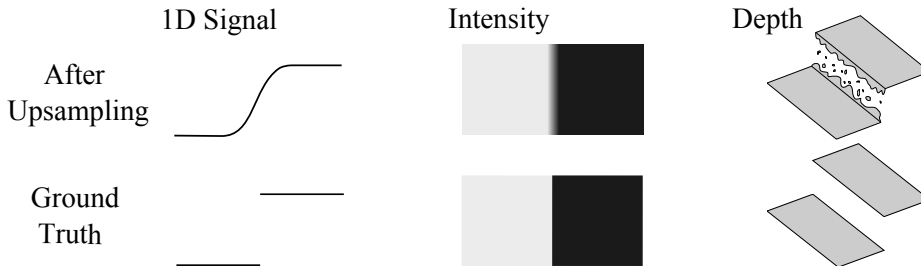 1D Signal
Intensity
Depth
After
Upsampling
Ground
Truth